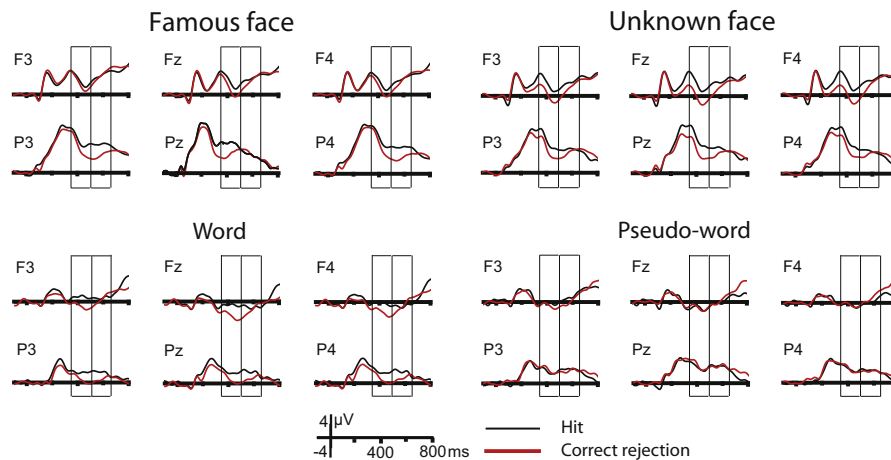 Famous face
Unknown face
F3 Fz F4 F3 Fz F4
P3 Pz P4 P3 Pz P4
Word
Pseudo-word
F3 Fz F4 F3 Fz F4
P3 Pz P4 P3 Pz P4
4 µV
-4 400 800 ms
Hit
Correct rejection